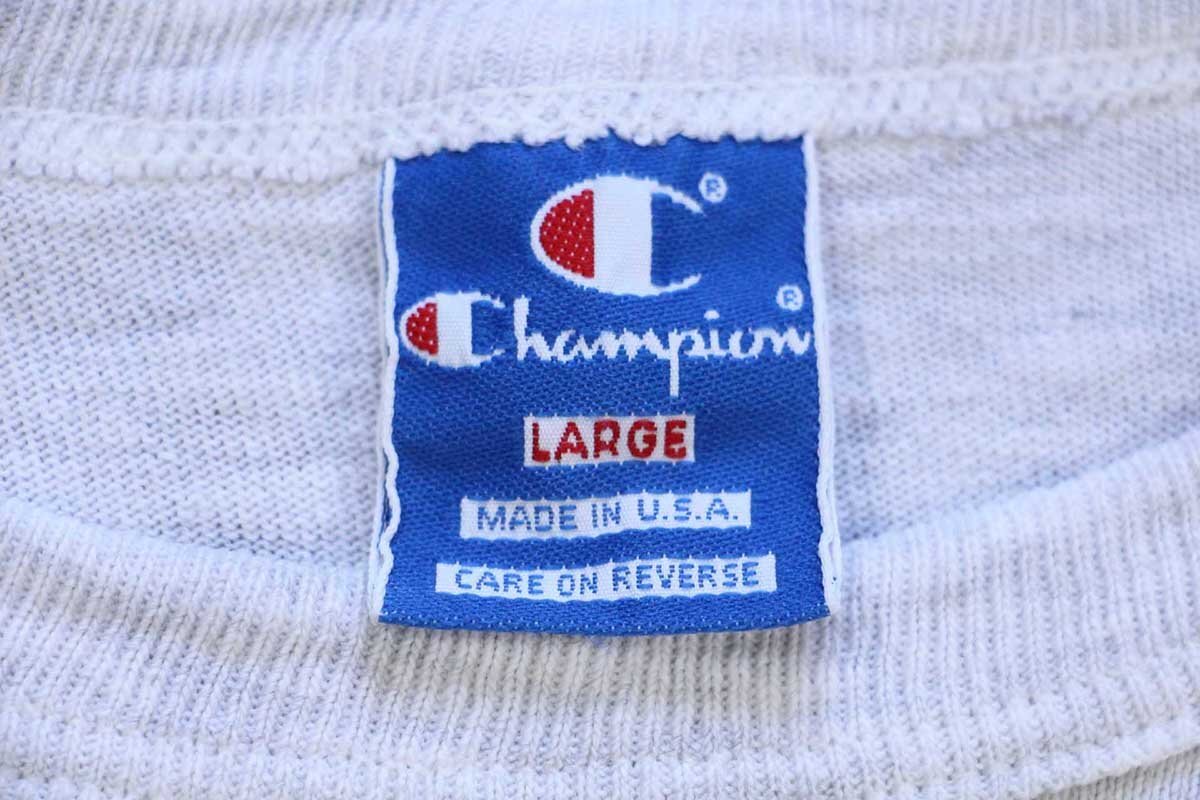 C®
Champion®
LARGE
MADE IN U.S.A.
CARE ON REVERSE